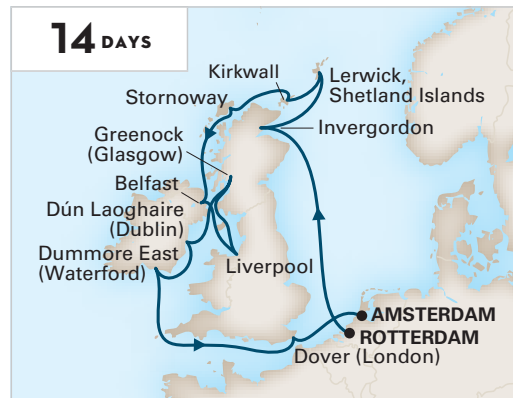 14 DAYS
Kirkwall
Lerwick,
Shetland Islands
Stornoway
Invergordon
Greenock
(Glasgow)
Belfast
Dún Laoghaire
(Dublin)
Dummore East
(Waterford)
Liverpool
AMSTERDAM
ROTTERDAM
Dover (London)